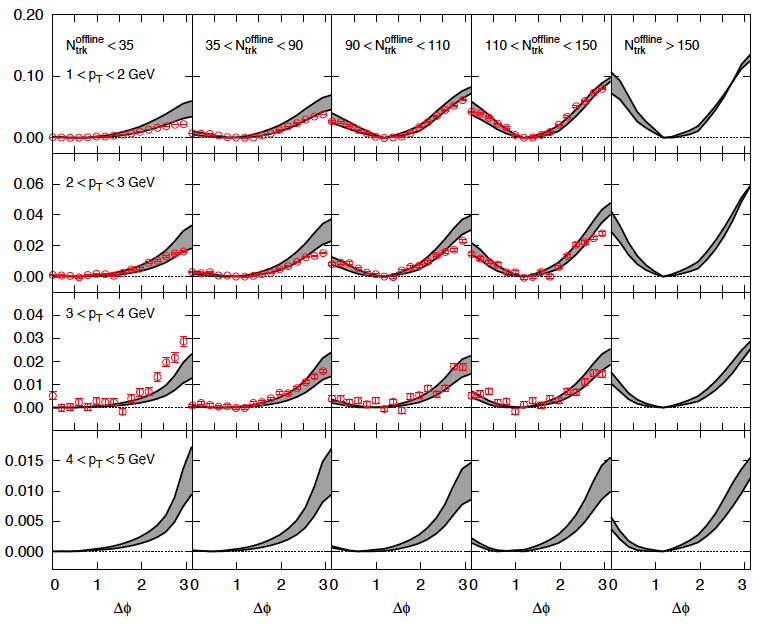 0.20
N_trk^offline < 35
35 < N_trk^offline < 90
90 < N_trk^offline < 110
110 < N_trk^offline < 150
N_trk^offline > 150
1 < p_T < 2 GeV
0.10
0.00
2 < p_T < 3 GeV
0.06
0.04
0.02
0.00
3 < p_T < 4 GeV
0.04
0.03
0.02
0.01
0.00
4 < p_T < 5 GeV
0.015
0.010
0.005
0.000
0 1 2 3 0 1 2 3 0 1 2 3 0 1 2 3 0 1 2 3
Δϕ Δϕ Δϕ Δϕ Δϕ